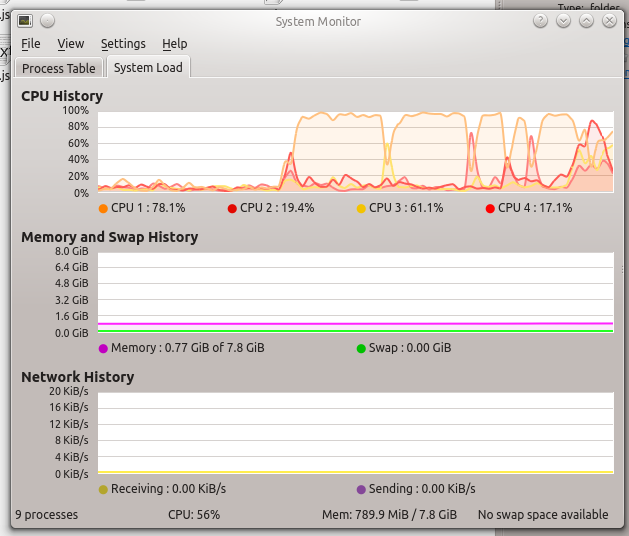 Type: folder
.js
System Monitor
File View Settings Help
Process Table System Load
.js
CPU History
100%
80%
60%
40%
20%
0%
CPU 1 : 78.1% CPU 2 : 19.4% CPU 3 : 61.1% CPU 4 : 17.1%
Memory and Swap History
8.0 GiB
6.4 GiB
4.8 GiB
3.2 GiB
1.6 GiB
0.0 GiB
Memory : 0.77 GiB of 7.8 GiB Swap : 0.00 GiB
Network History
20 KiB/s
16 KiB/s
12 KiB/s
8 KiB/s
4 KiB/s
0 KiB/s
Receiving : 0.00 KiB/s Sending : 0.00 KiB/s
9 processes CPU: 56% Mem: 789.9 MiB / 7.8 GiB No swap space available